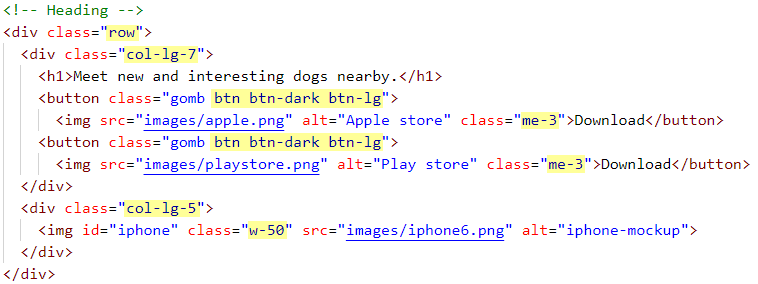 <!-- Heading -->
<div class="row">
<div class="col-lg-7">
<h1>Meet new and interesting dogs nearby.</h1>
<button class="gomb btn btn-dark btn-lg">
<img src="images/apple.png" alt="Apple store" class="me-3">Download</button>
<button class="gomb btn btn-dark btn-lg">
<img src="images/playstore.png" alt="Play store" class="me-3">Download</button>
</div>
<div class="col-lg-5">
<img id="iphone" class="w-50" src="images/iphone6.png" alt="iphone-mockup">
</div>
</div>